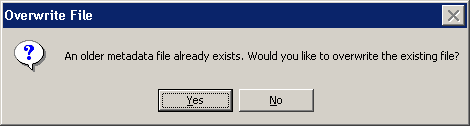 Overwrite File
An older metadata file already exists. Would you like to overwrite the existing file?
Yes No